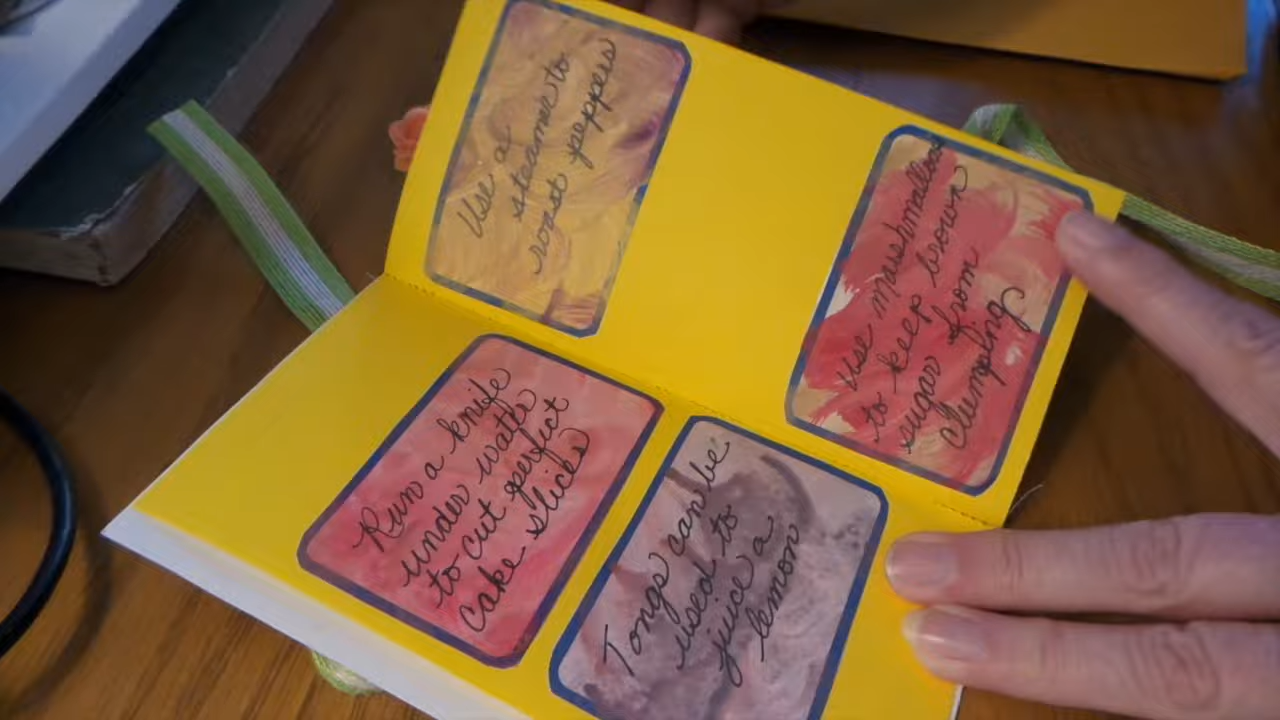 Use a
steamer to
roast peppers
Use marshmallows
to keep brown
sugar from
clumping
Run a knife
under water
to cut perfect
cake slices
Tongs can be
used to
juice a
lemon